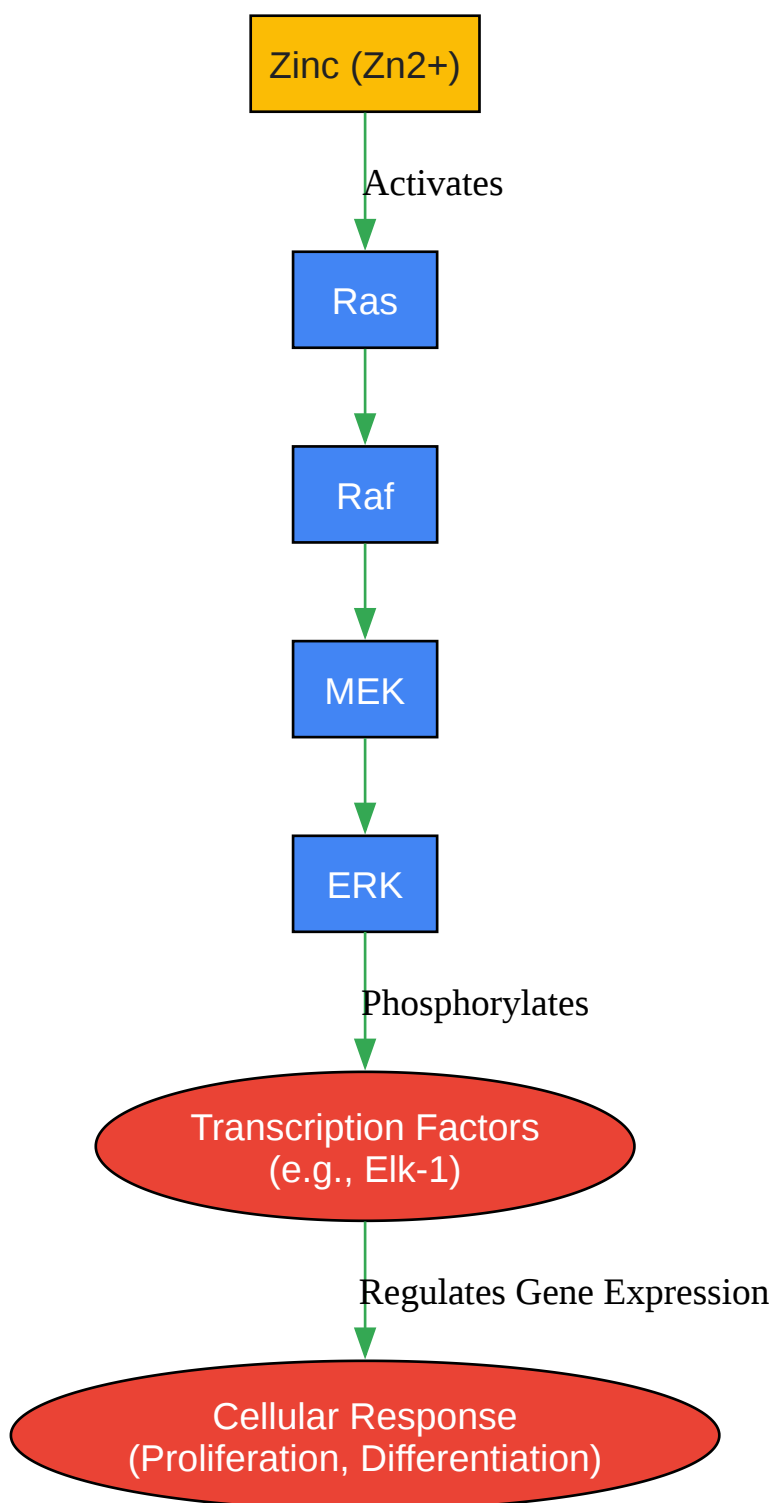 Zinc (Zn2+)
Activates
Ras
Raf
MEK
ERK
Phosphorylates
Transcription Factors
(e.g., Elk-1)
Regulates Gene Expression
Cellular Response
(Proliferation, Differentiation)